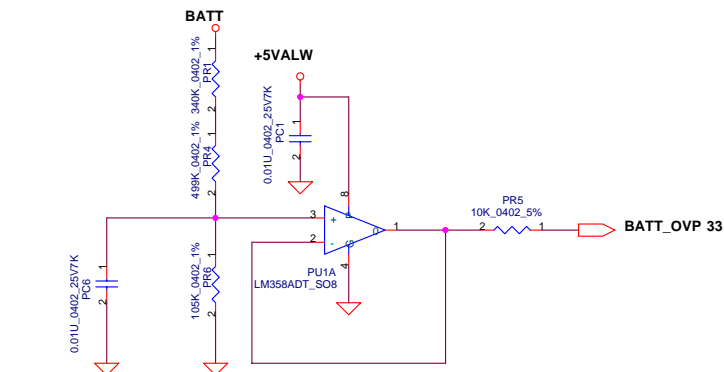 BATT
340K_0402_1%
PR1
1
2
499K_0402_1%
PR4
1
2
+5VALW
0.01U_0402_25V7K
PC1
1
2
8
P
3
+
2
-
0
1
G
4
PU1A
LM358ADT_SO8
PR5
10K_0402_5%
2
1
BATT_OVP 33
0.01U_0402_25V7K
PC6
1
2
105K_0402_1%
PR6
1
2